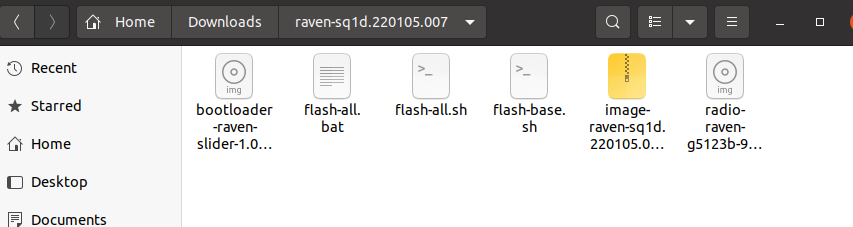 Home Downloads raven-sq1d.220105.007
Recent
Starred
Home
Desktop
Documents
img
bootloader
-raven-
slider-1.0...
flash-all.
bat
>_
flash-all.sh
>_
flash-base.
sh
image-
raven-sq1d.
220105.0...
img
radio-
raven-
g5123b-9...